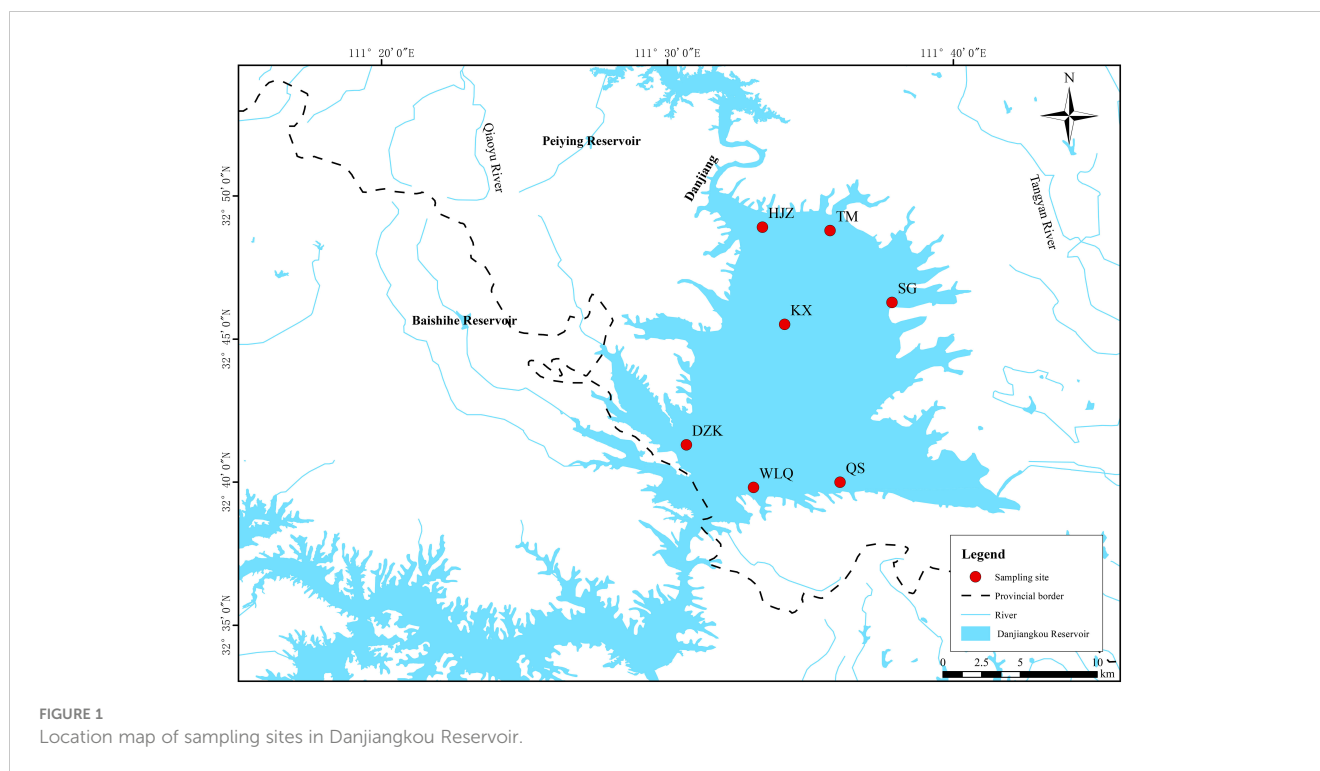 111° 20′0″E
111° 30′0″E
111° 40′0″E
N
Qiaoyu River
Peiying Reservoir
Danjiang
Tangyan River
32° 50′0″N
HJZ
TM
SG
KX
Baishihe Reservoir
32° 45′0″N
DZK
WLQ
QS
32° 40′0″N
32° 35′0″N
Legend
Sampling site
Provincial border
River
Danjiangkou Reservoir
0 2.5 5 10
km
FIGURE 1
Location map of sampling sites in Danjiangkou Reservoir.